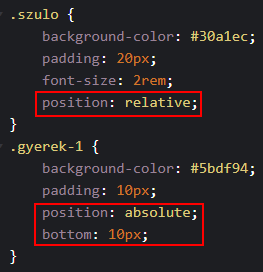 .szulo {
background-color: #30a1ec;
padding: 20px;
font-size: 2rem;
position: relative;
}
.gyerek-1 {
background-color: #5bdf94;
padding: 10px;
position: absolute;
bottom: 10px;
}